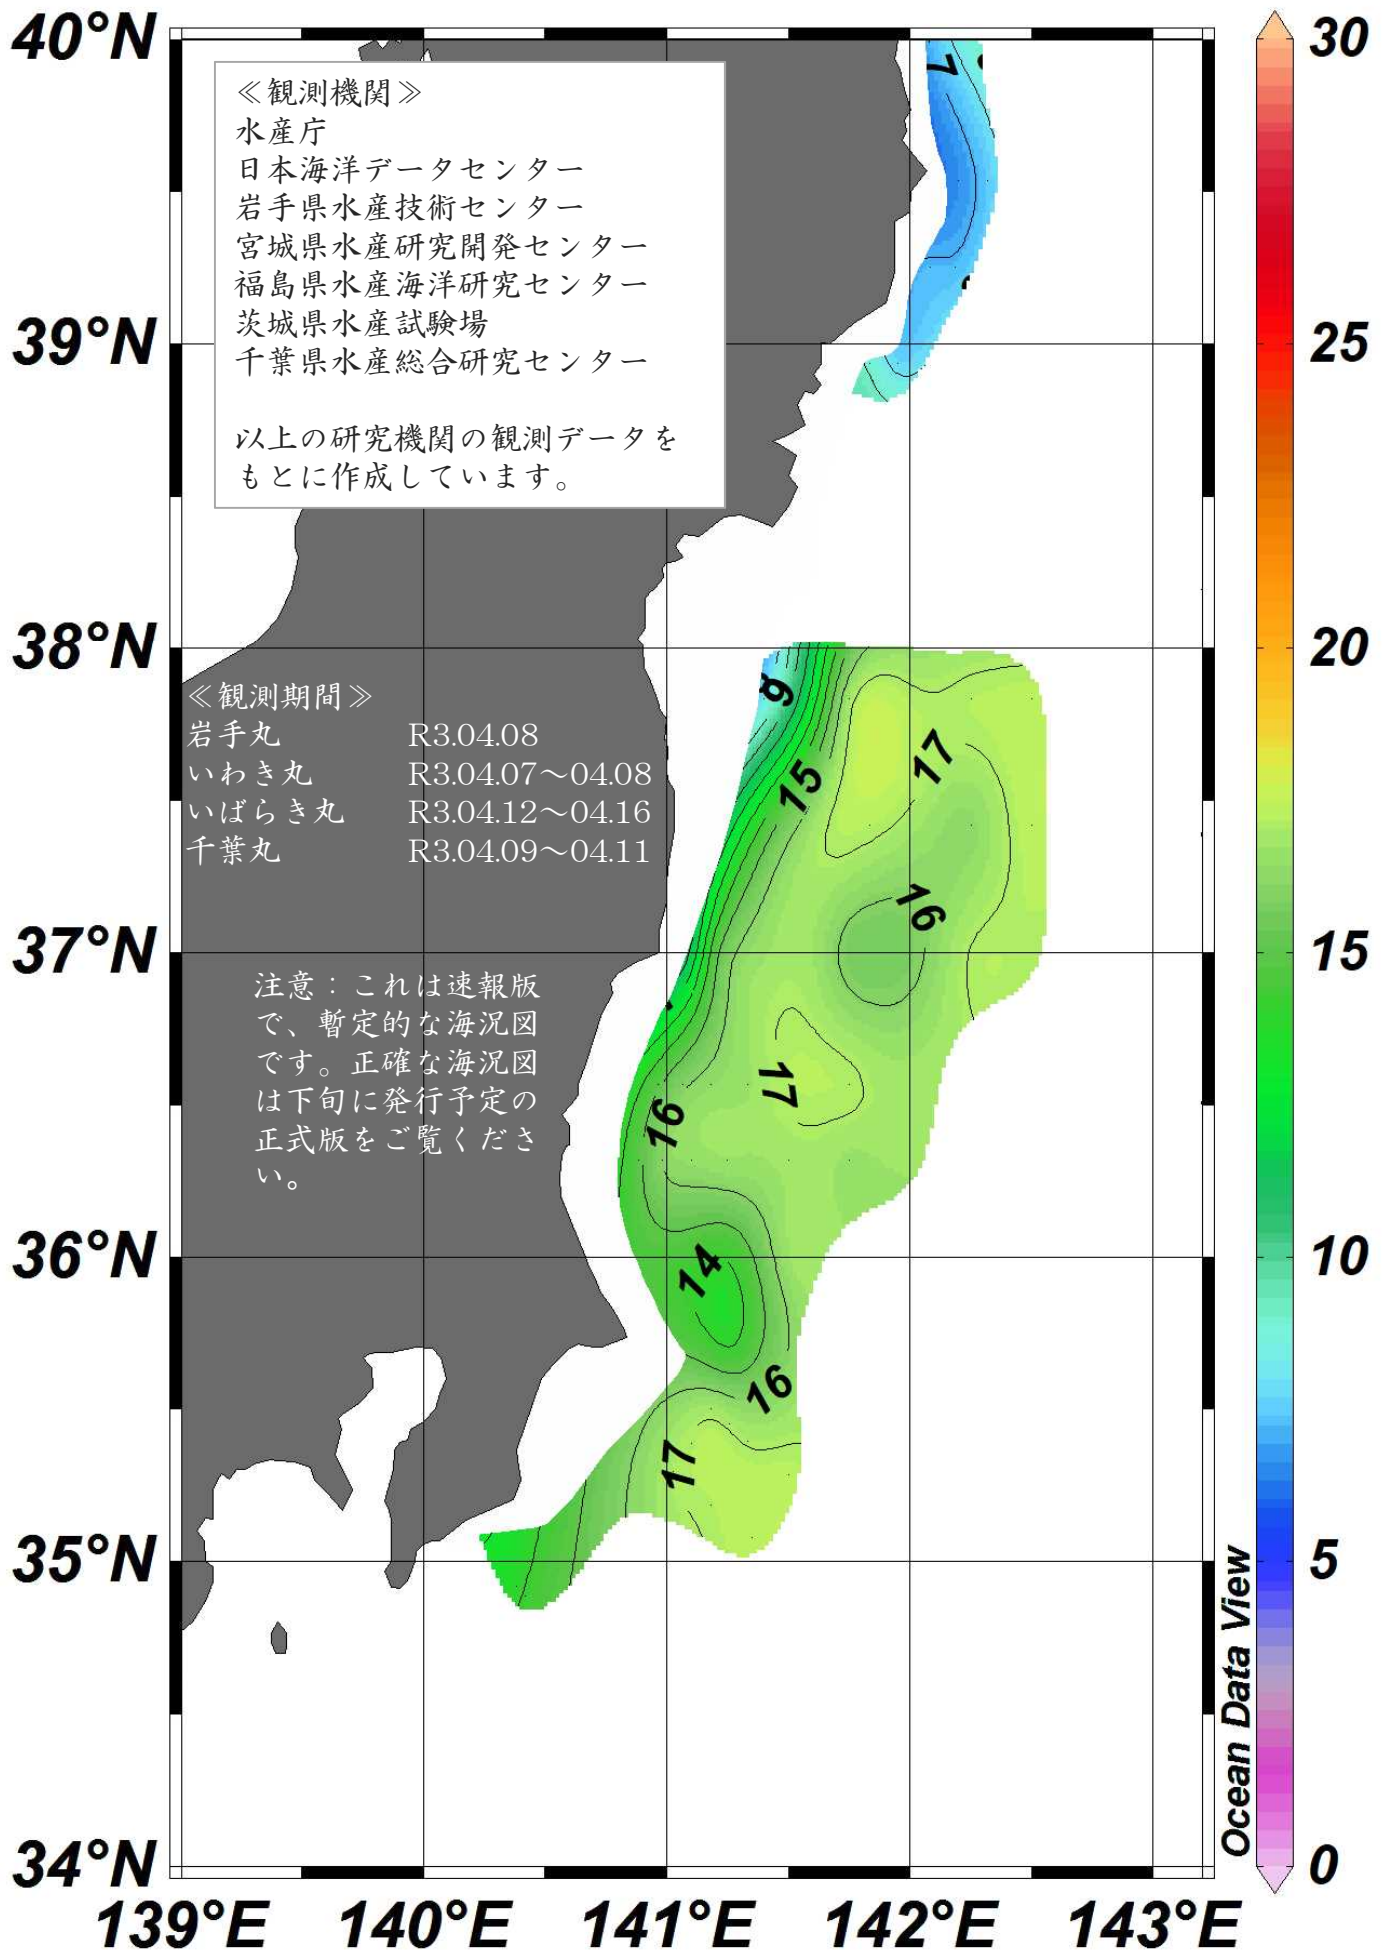 40°N
39°N
38°N
37°N
36°N
35°N
34°N
139°E 140°E 141°E 142°E 143°E
≪観測機関≫
水産庁
日本海洋データセンター
岩手県水産技術センター
宮城県水産研究開発センター
福島県水産海洋研究センター
茨城県水産試験場
千葉県水産総合研究センター
以上の研究機関の観測データを
もとに作成しています。
≪観測期間≫
岩手丸 R3.04.08
いわき丸 R3.04.07～04.08
いばらき丸 R3.04.12～04.16
千葉丸 R3.04.09～04.11
注意：これは速報版
で、暫定的な海況図
です。正確な海況図
は下旬に発行予定の
正式版をご覧くださ
い。
7
9
15
17
16
17
16
14
16
17
30
25
20
15
10
5
0
Ocean Data View